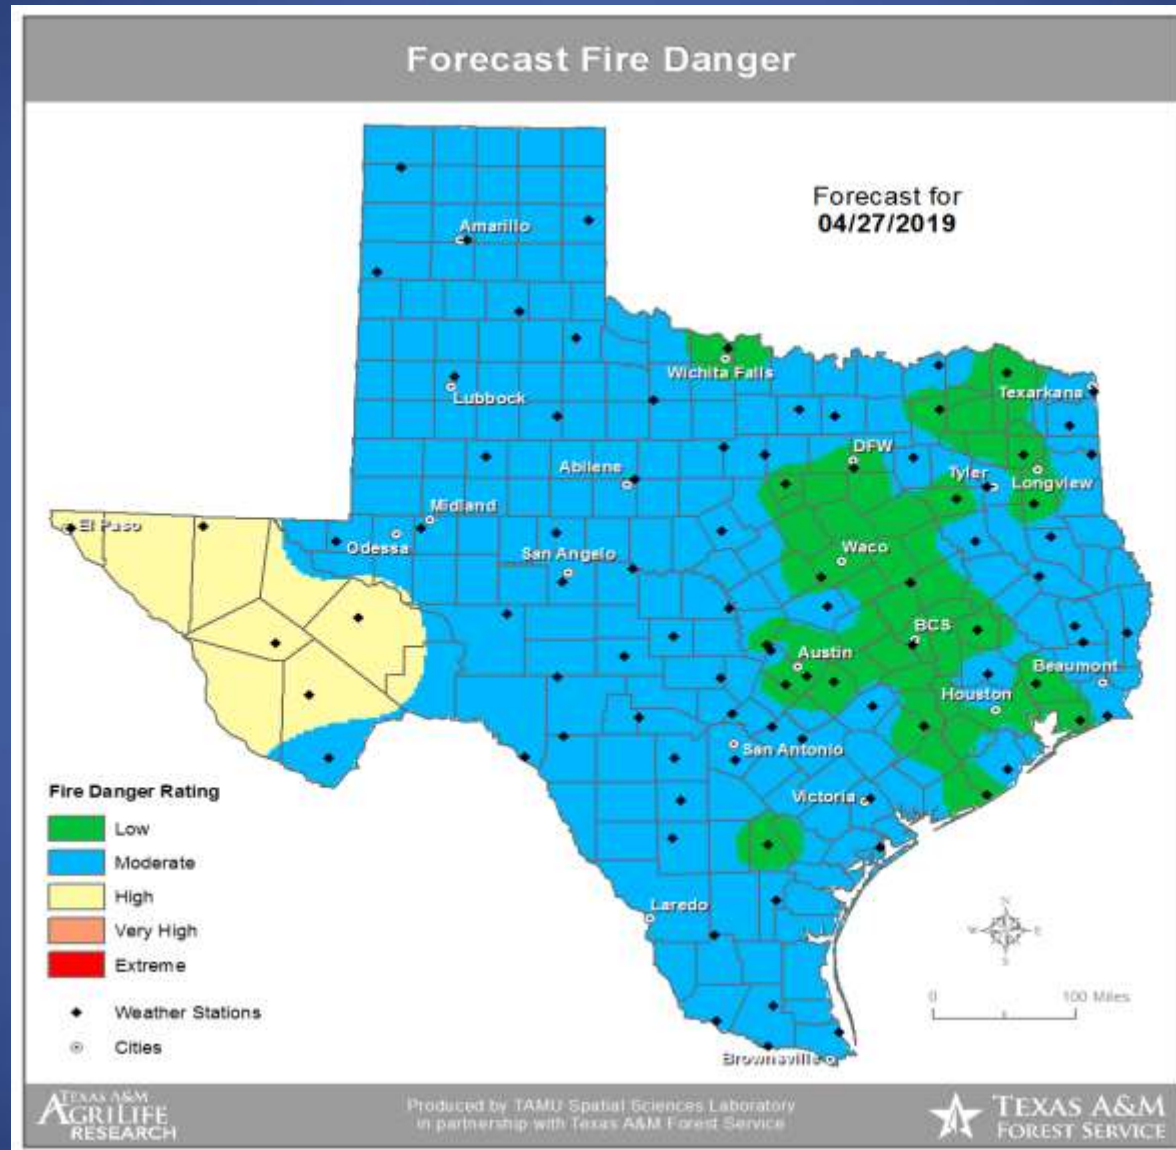 Forecast Fire Danger
Forecast for
04/27/2019
Amarillo
Wichita Falls
Lubbock
Texarkana
DFW
Abilene
Tyler
Longview
Midland
El Paso
Odessa
San Angelo
Waco
BCS
Austin
Beaumont
Houston
San Antonio
Victoria
Fire Danger Rating
Low
Moderate
High
Very High
Extreme
Laredo
N
W E
S
0 100 Miles
Weather Stations
Cities
Brownsville
TEXAS A&M
AGRILIFE
RESEARCH
Produced by TAMU Spatial Sciences Laboratory
in partnership with Texas A&M Forest Service
TEXAS A&M
FOREST SERVICE